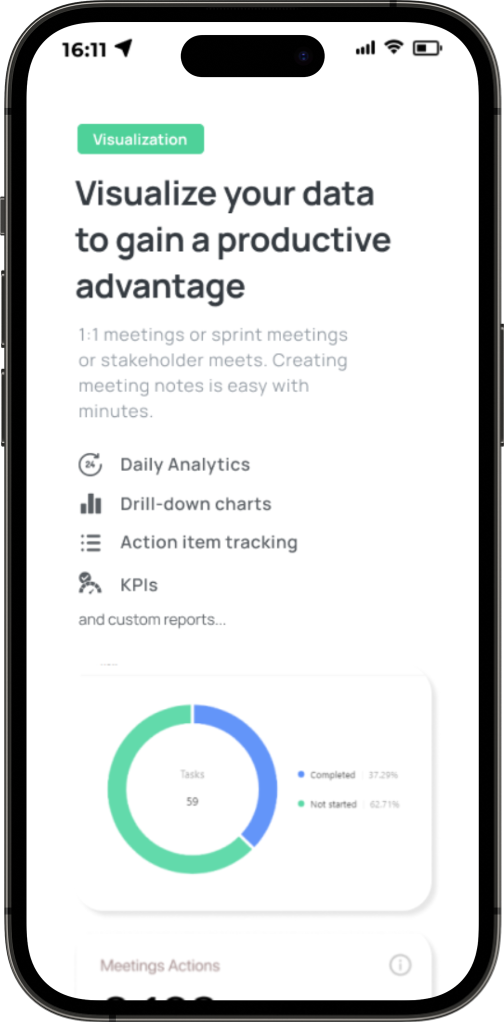 16:11
Visualization
Visualize your data
to gain a productive
advantage
1:1 meetings or sprint meetings
or stakeholder meets. Creating
meeting notes is easy with
minutes.
24
Daily Analytics
Drill-down charts
Action item tracking
KPIs
and custom reports...
Tasks
59
Completed 37.29%
Not started 62.71%
Meetings Actions